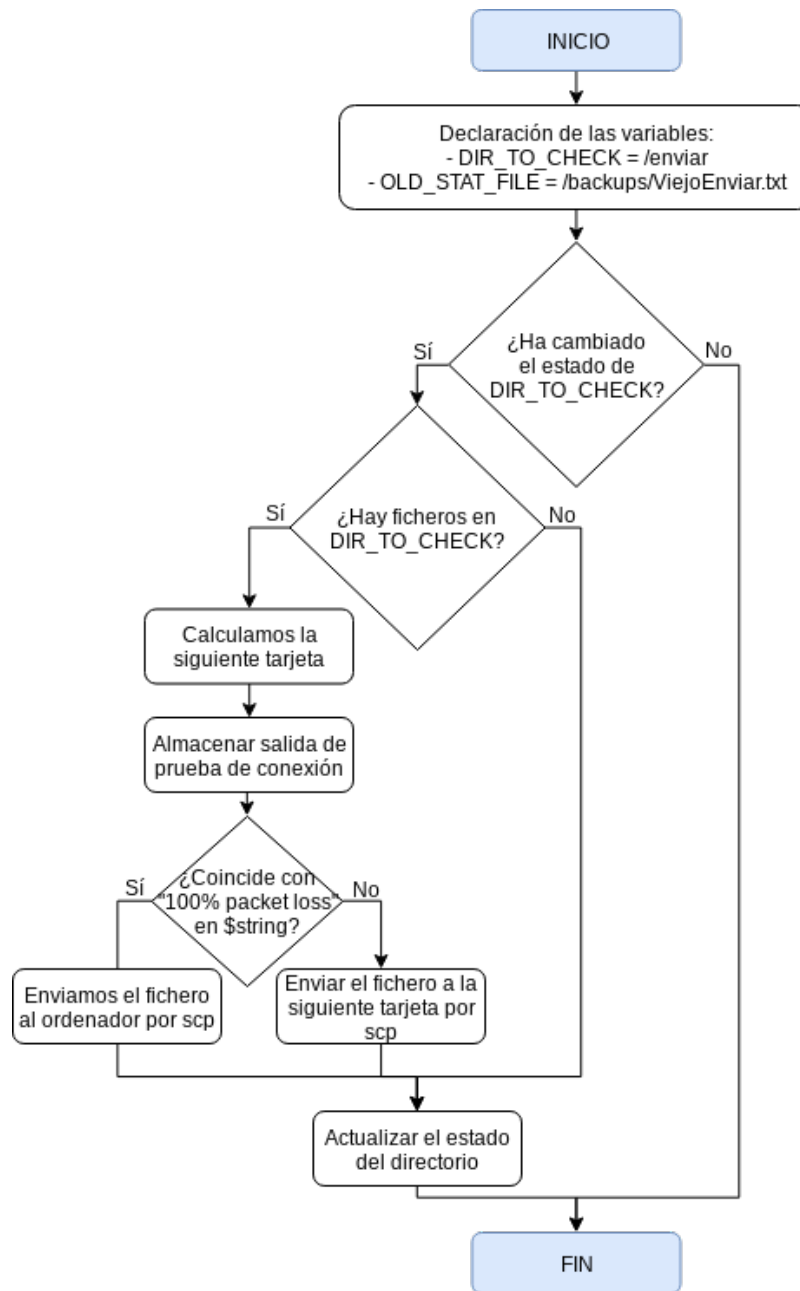 INICIO
Declaración de las variables:
- DIR_TO_CHECK = /enviar
- OLD_STAT_FILE = /backups/ViejoEnviar.txt
¿Ha cambiado
el estado de
DIR_TO_CHECK?
Sí
No
¿Hay ficheros en
DIR_TO_CHECK?
Sí
No
Calculamos la
siguiente tarjeta
Almacenar salida de
prueba de conexión
¿Coincide con
"100% packet loss"
en $string?
Sí
No
Enviamos el fichero
al ordenador por scp
Enviar el fichero a la
siguiente tarjeta por
scp
Actualizar el estado
del directorio
FIN